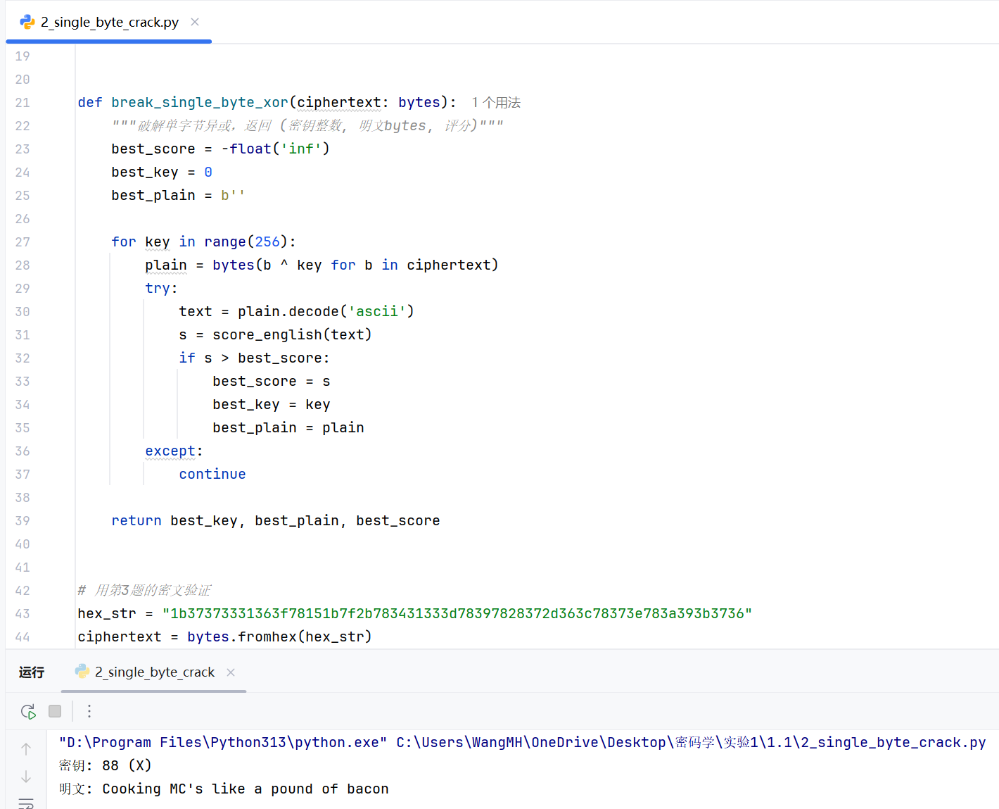 2_single_byte_crack.py
19
20
21 def break_single_byte_xor(ciphertext: bytes): 1 个用法
22 """破解单字节异或. 返回 (密钥整数, 明文bytes, 评分)"""
23 best_score = -float('inf')
24 best_key = 0
25 best_plain = b''
26
27 for key in range(256):
28 plain = bytes(b ^ key for b in ciphertext)
29 try:
30 text = plain.decode('ascii')
31 s = score_english(text)
32 if s > best_score:
33 best_score = s
34 best_key = key
35 best_plain = plain
36 except:
37 continue
38
39 return best_key, best_plain, best_score
40
41
42 # 用第3题的密文验证
43 hex_str = "1b37373331363f78151b7f2b783431333d78397828372d363c78373e783a393b3736"
44 ciphertext = bytes.fromhex(hex_str)
运行 2_single_byte_crack
"D:\Program Files\Python313\python.exe" C:\Users\WangMH\OneDrive\Desktop\密码学\实验1\1.1\2_single_byte_crack.py
密钥: 88 (X)
明文: Cooking MC's like a pound of bacon